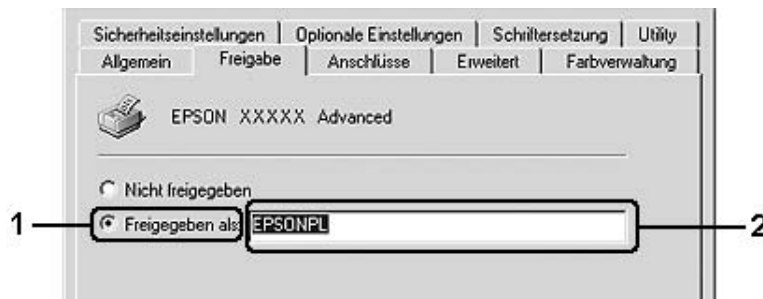 Sicherheitseinstellungen Optionale Einstellungen Schriftersetzung Utility
Allgemein Freigabe Anschlüsse Erweitert Farbverwaltung
EPSON XXXXX Advanced
Nicht freigegeben
1 Freigegeben als EPSONPL 2